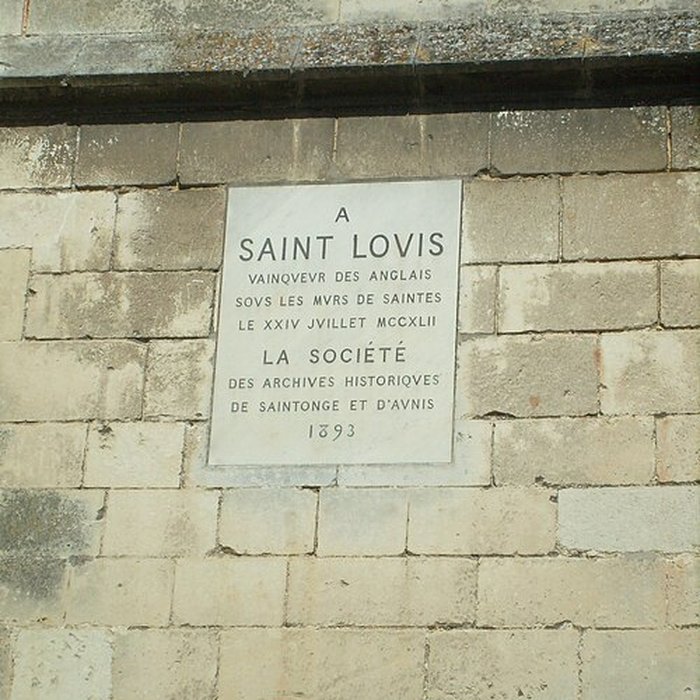 A
SAINT LOVIS
VAINQVEVR DES ANGLAIS
SOVS LES MVRS DE SAINTES
LE XXIV JVILLET MCCXLII
LA SOCIÉTÉ
DES ARCHIVES HISTORIQVES
DE SAINTONGE ET D'AVNIS
1893